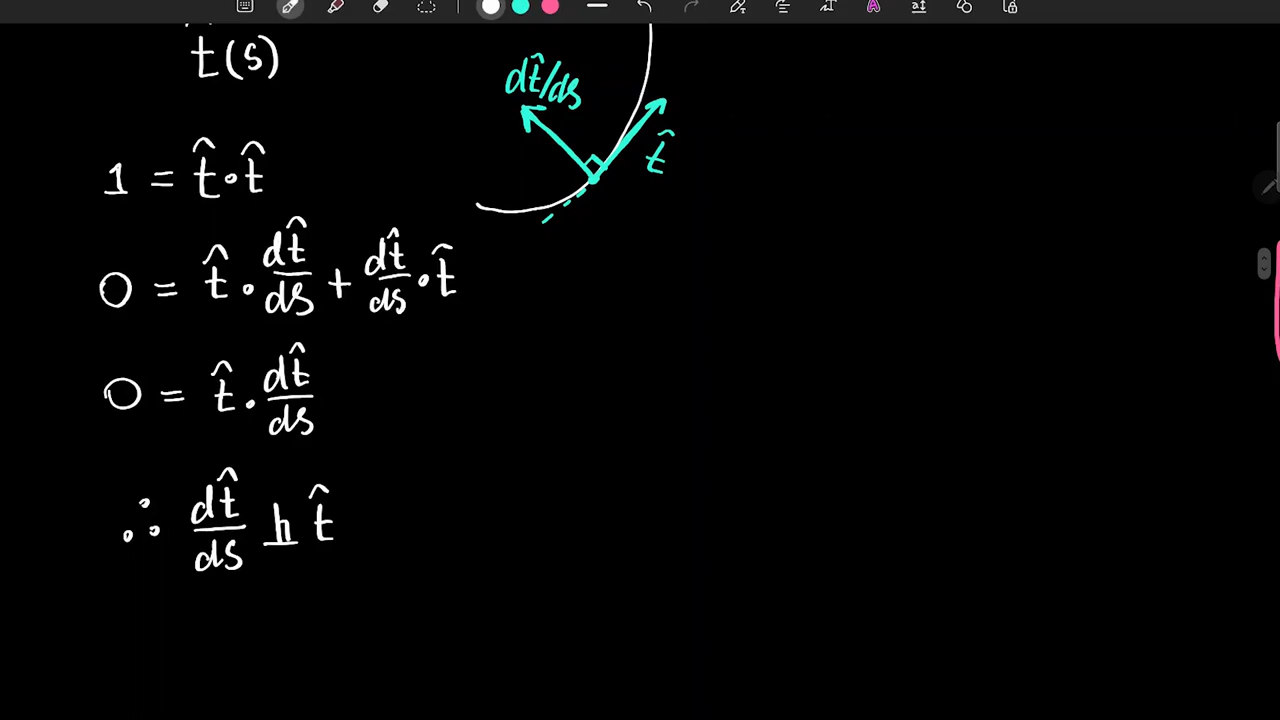 t̂(s)
dt̂/ds
t̂
1 = t̂·t̂
0 = t̂·dt̂/ds + dt̂/ds·t̂
0 = t̂·dt̂/ds
∴ dt̂/ds ⊥ t̂